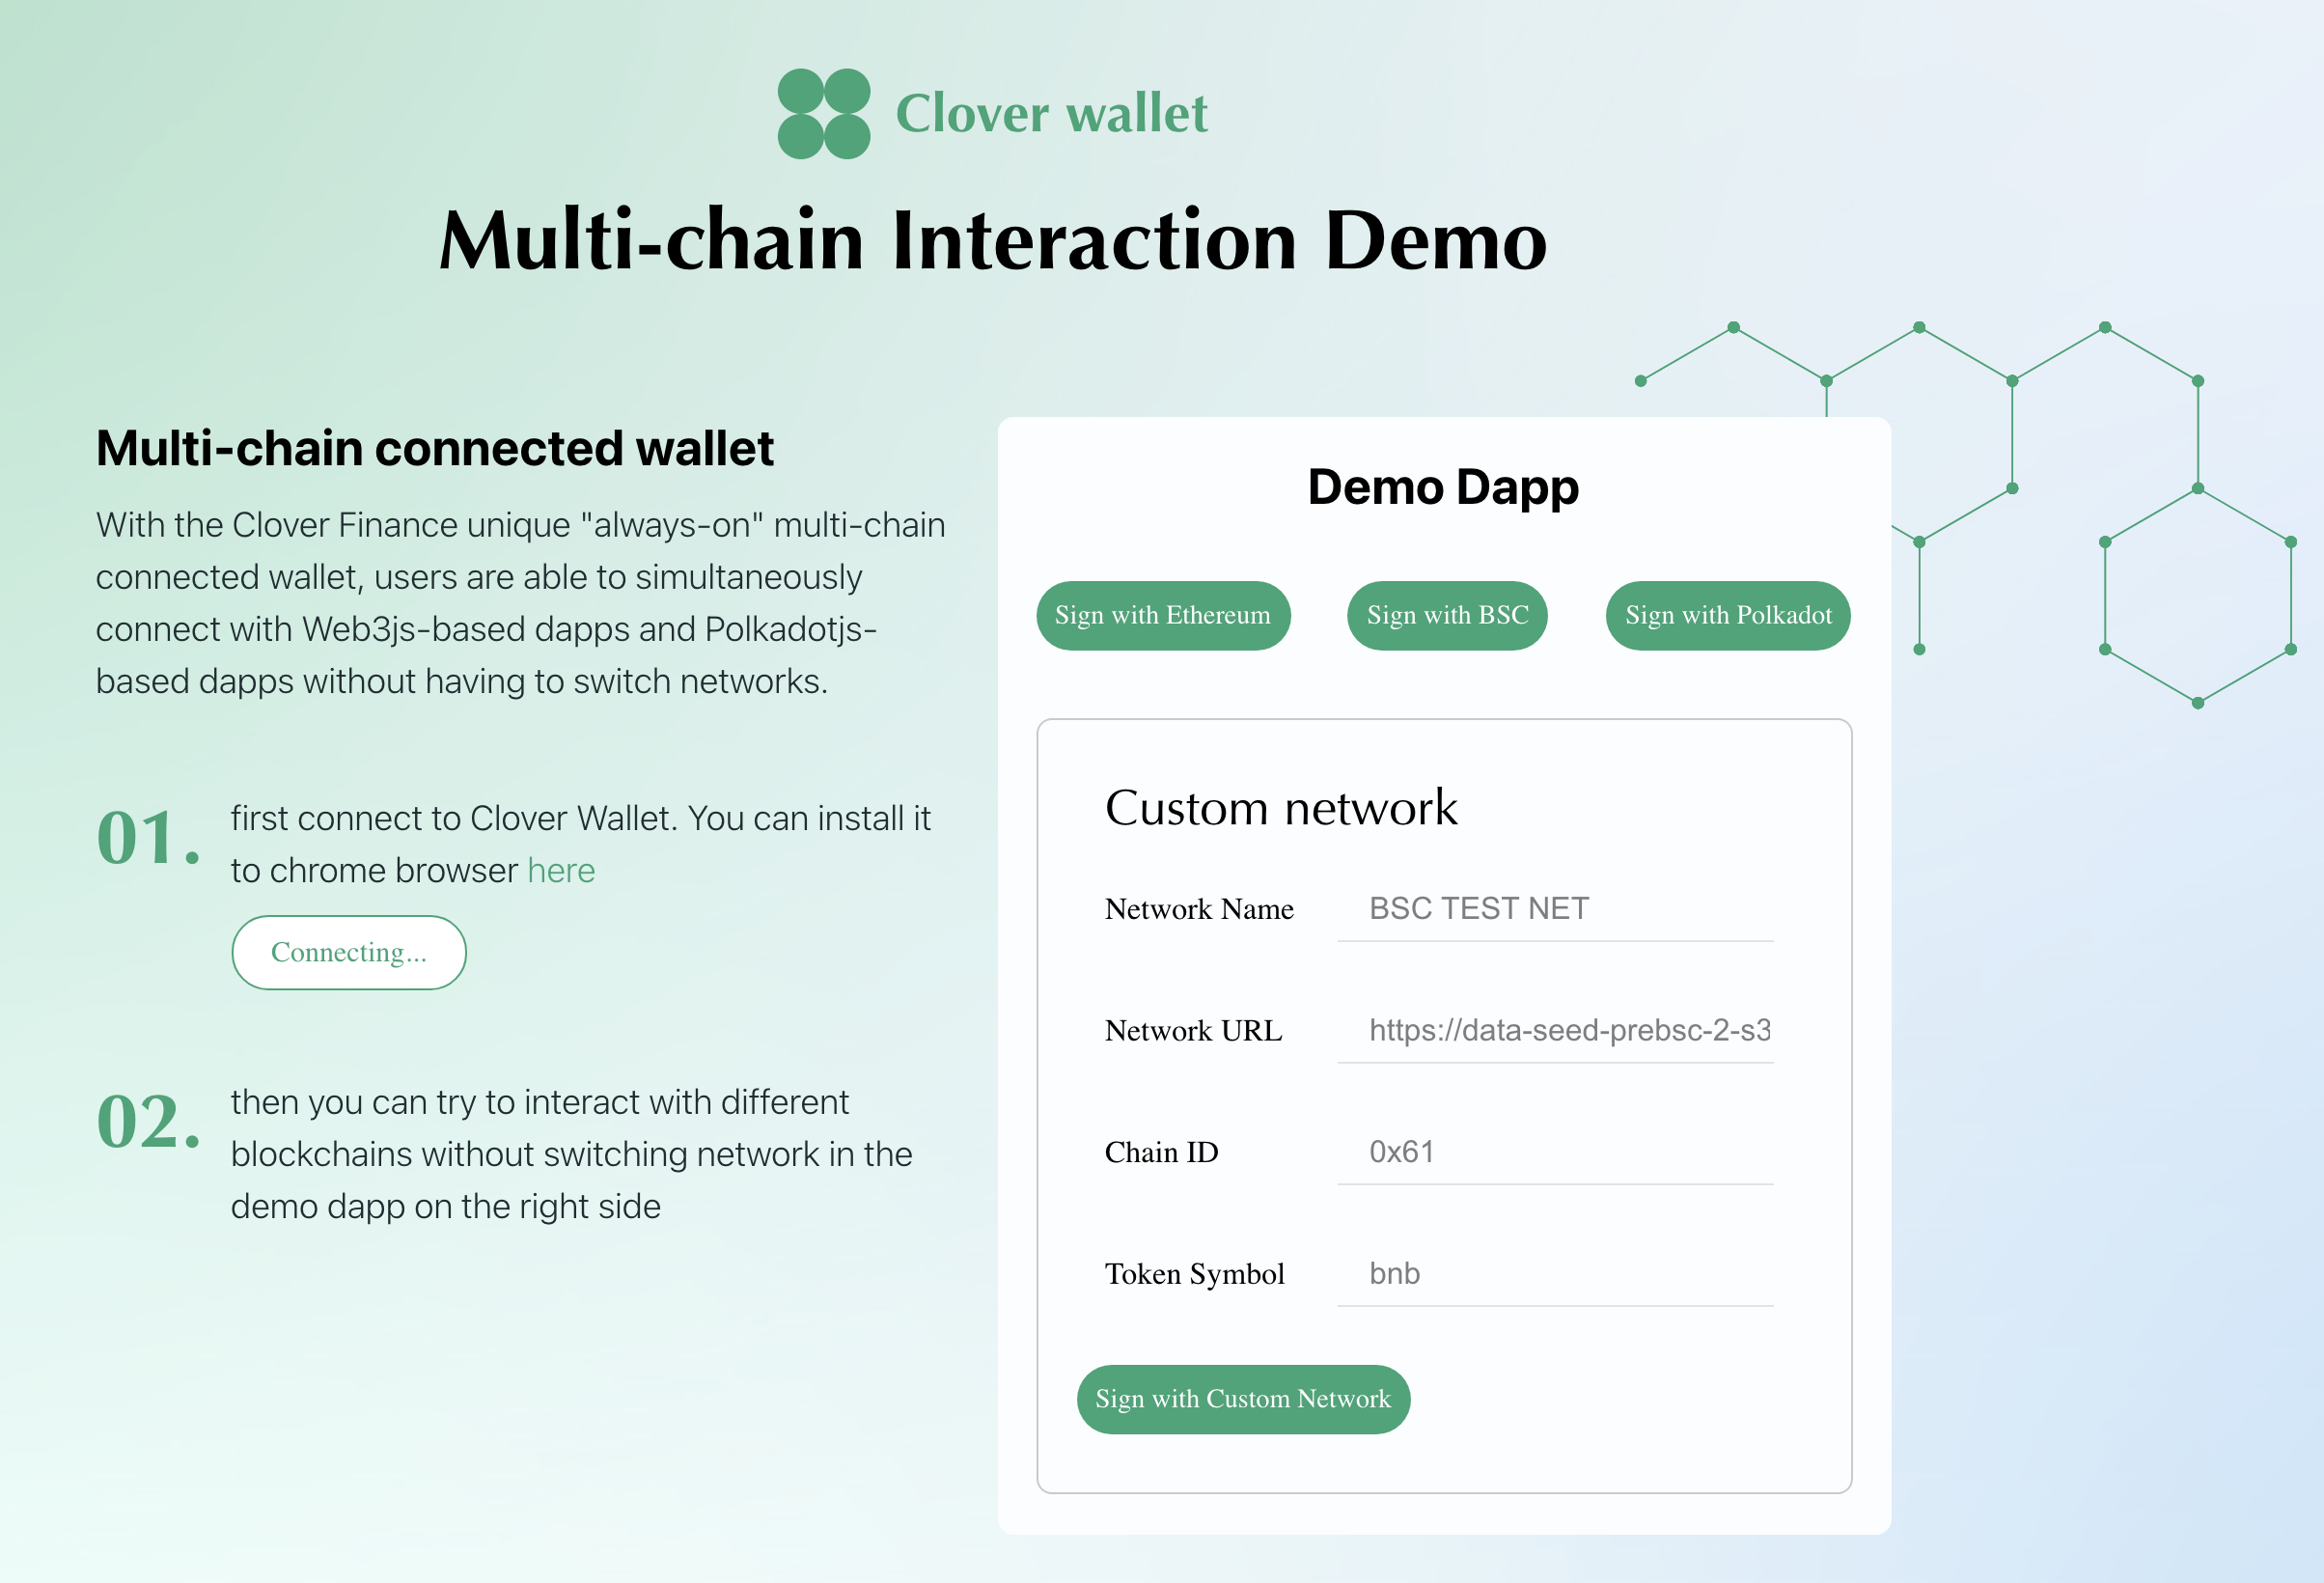 Clover wallet
Multi-chain Interaction Demo
Multi-chain connected wallet
With the Clover Finance unique "always-on" multi-chain
connected wallet, users are able to simultaneously
connect with Web3js-based dapps and Polkadotjs-
based dapps without having to switch networks.
01.
first connect to Clover Wallet. You can install it
to chrome browser here
Connecting...
02.
then you can try to interact with different
blockchains without switching network in the
demo dapp on the right side
Demo Dapp
Sign with Ethereum
Sign with BSC
Sign with Polkadot
Custom network
Network Name
BSC TEST NET
Network URL
https://data-seed-prebsc-2-s3
Chain ID
0x61
Token Symbol
bnb
Sign with Custom Network